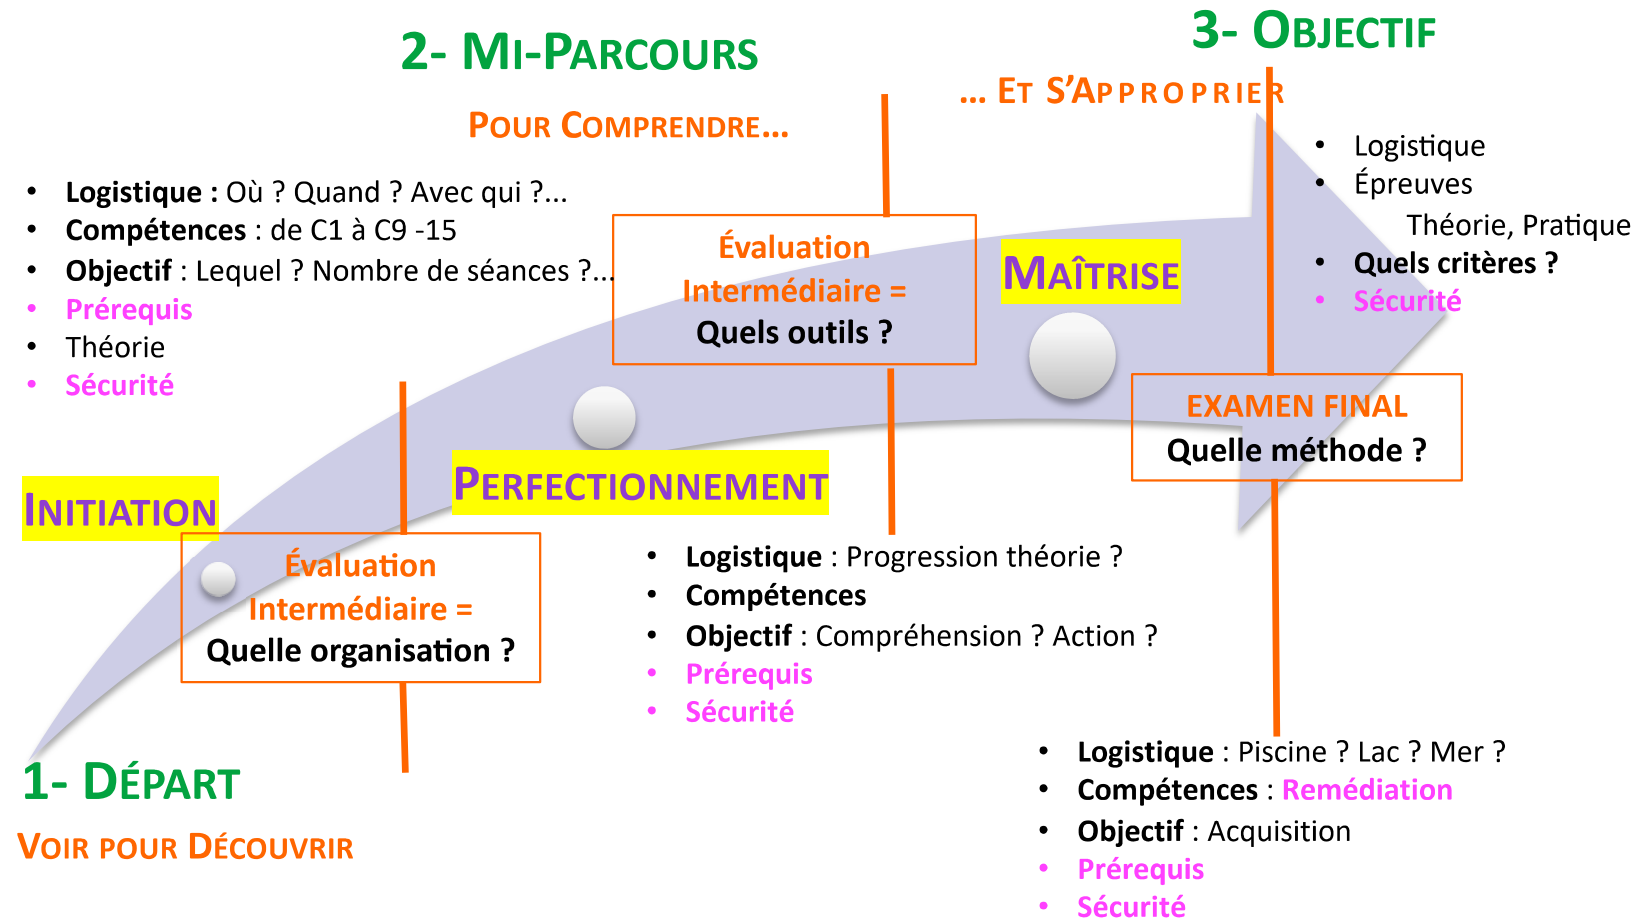 2- Mi-Parcours
3- Objectif
Pour Comprendre...
... Et S'Approprier
• Logistique : Où ? Quand ? Avec qui ?...
• Compétences : de C1 à C9 -15
• Objectif : Lequel ? Nombre de séances ?...
• Prérequis
• Théorie
• Sécurité
• Logistique
• Épreuves
Théorie, Pratique
• Quels critères ?
• Sécurité
Évaluation
Intermédiaire =
Quels outils ?
Maîtrise
EXAMEN FINAL
Quelle méthode ?
Initiation
Perfectionnement
Évaluation
Intermédiaire =
Quelle organisation ?
• Logistique : Progression théorie ?
• Compétences
• Objectif : Compréhension ? Action ?
• Prérequis
• Sécurité
1- Départ
Voir pour Découvrir
• Logistique : Piscine ? Lac ? Mer ?
• Compétences : Remédiation
• Objectif : Acquisition
• Prérequis
• Sécurité